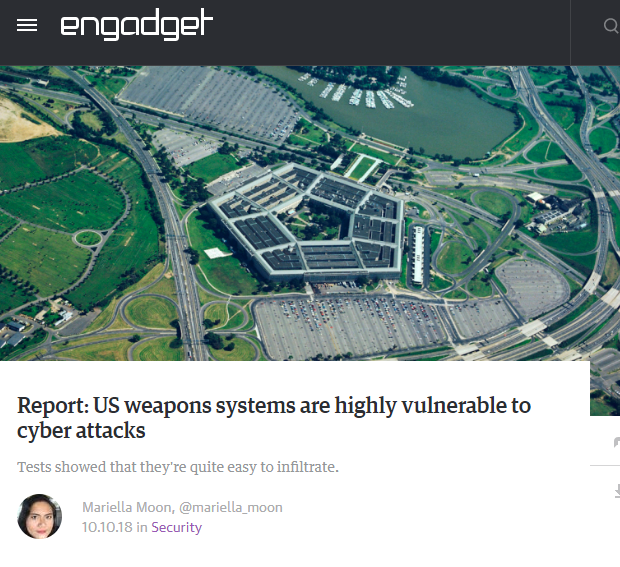 engadget
Report: US weapons systems are highly vulnerable to
cyber attacks
Tests showed that they're quite easy to infiltrate.
Mariella Moon, @mariella_moon
10.10.18 in Security